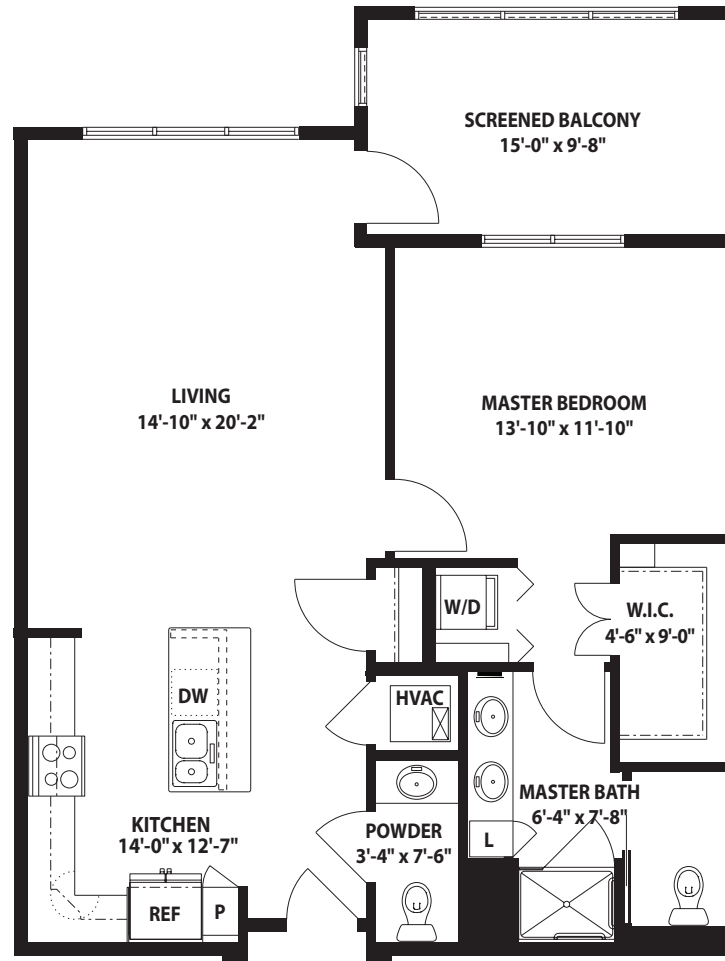 SCREENED BALCONY
15'-0" x 9'-8"
LIVING
14'-10" x 20'-2"
MASTER BEDROOM
13'-10" x 11'-10"
W/D
W.I.C.
4'-6" x 9'-0"
DW
HVAC
MASTER BATH
6'-4" x 7'-8"
KITCHEN
14'-0" x 12'-7"
POWDER
3'-4" x 7'-6"
L
REF
P